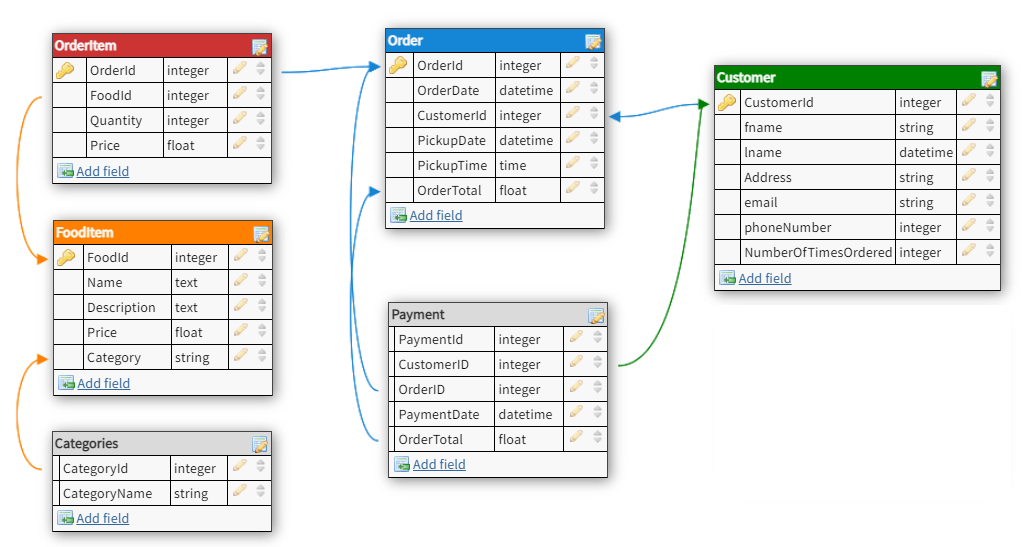 OrderItem
OrderId integer
FoodId integer
Quantity integer
Price float
Add field
FoodItem
FoodId integer
Name text
Description text
Price float
Category string
Add field
Categories
CategoryId integer
CategoryName string
Add field
Order
OrderId integer
OrderDate datetime
CustomerId integer
PickupDate datetime
PickupTime time
OrderTotal float
Add field
Payment
PaymentId integer
CustomerID integer
OrderID integer
PaymentDate datetime
OrderTotal float
Add field
Customer
CustomerId integer
fname string
lname datetime
Address string
email string
phoneNumber integer
NumberOfTimesOrdered integer
Add field